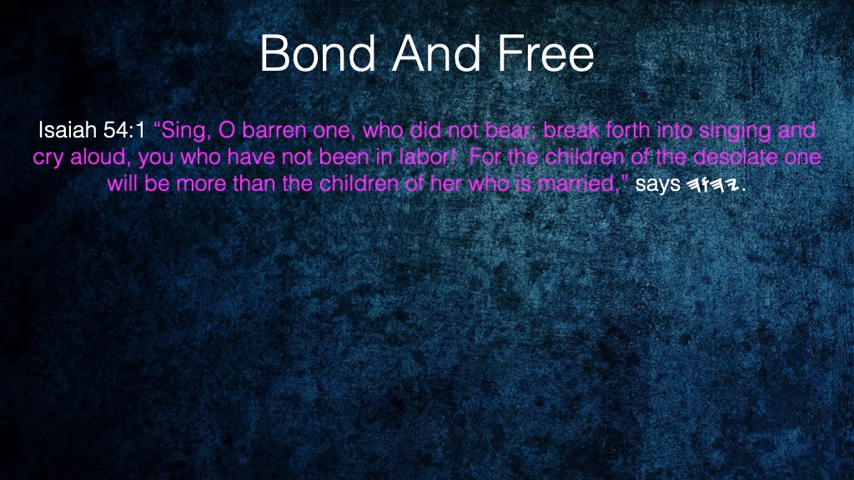 Bond And Free
Isaiah 54:1 “Sing, O barren one, who did not bear; break forth into singing and
cry aloud, you who have not been in labor!  For the children of the desolate one
will be more than the children of her who is married,” says 𐤉𐤄𐤅𐤄.